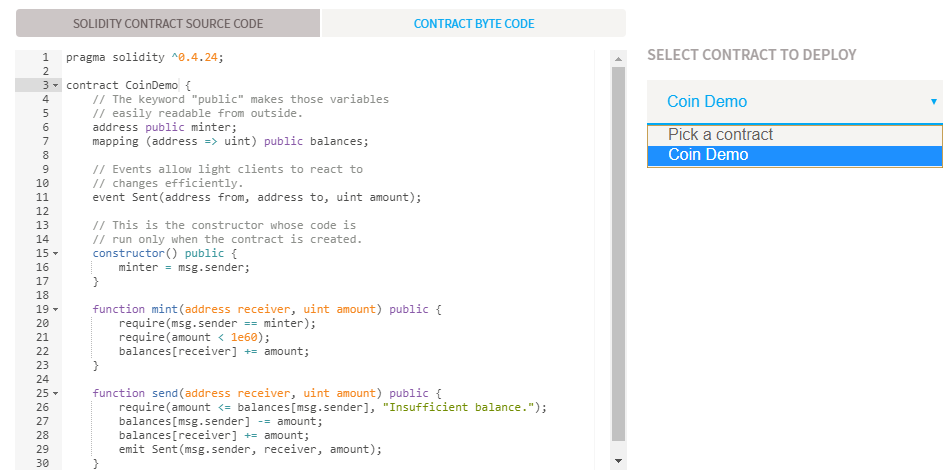 SOLIDITY CONTRACT SOURCE CODE
CONTRACT BYTE CODE
1 pragma solidity ^0.4.24;
2
3 contract CoinDemo {
4     // The keyword "public" makes those variables
5     // easily readable from outside.
6     address public minter;
7     mapping (address => uint) public balances;
8
9     // Events allow light clients to react to
10     // changes efficiently.
11     event Sent(address from, address to, uint amount);
12
13     // This is the constructor whose code is
14     // run only when the contract is created.
15     constructor() public {
16         minter = msg.sender;
17     }
18
19     function mint(address receiver, uint amount) public {
20         require(msg.sender == minter);
21         require(amount < 1e60);
22         balances[receiver] += amount;
23     }
24
25     function send(address receiver, uint amount) public {
26         require(amount <= balances[msg.sender], "Insufficient balance.");
27         balances[msg.sender] -= amount;
28         balances[receiver] += amount;
29         emit Sent(msg.sender, receiver, amount);
30     }
SELECT CONTRACT TO DEPLOY
Coin Demo
Pick a contract
Coin Demo